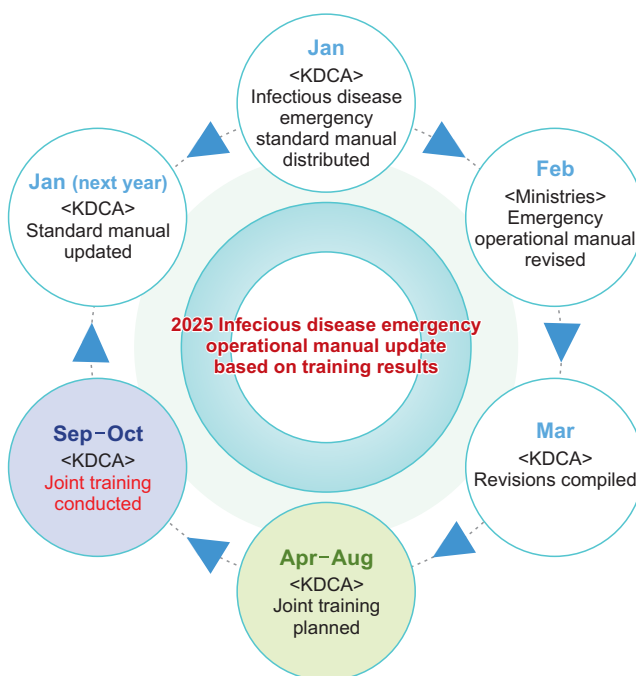 Jan
<KDCA>
Infectious disease
emergency
standard manual
distributed
Feb
<Ministries>
Emergency
operational manual
revised
Mar
<KDCA>
Revisions compiled
Apr–Aug
<KDCA>
Joint training
planned
Sep–Oct
<KDCA>
Joint training
conducted
Jan (next year)
<KDCA>
Standard manual
updated
2025 Infecious disease emergency
operational manual update
based on training results